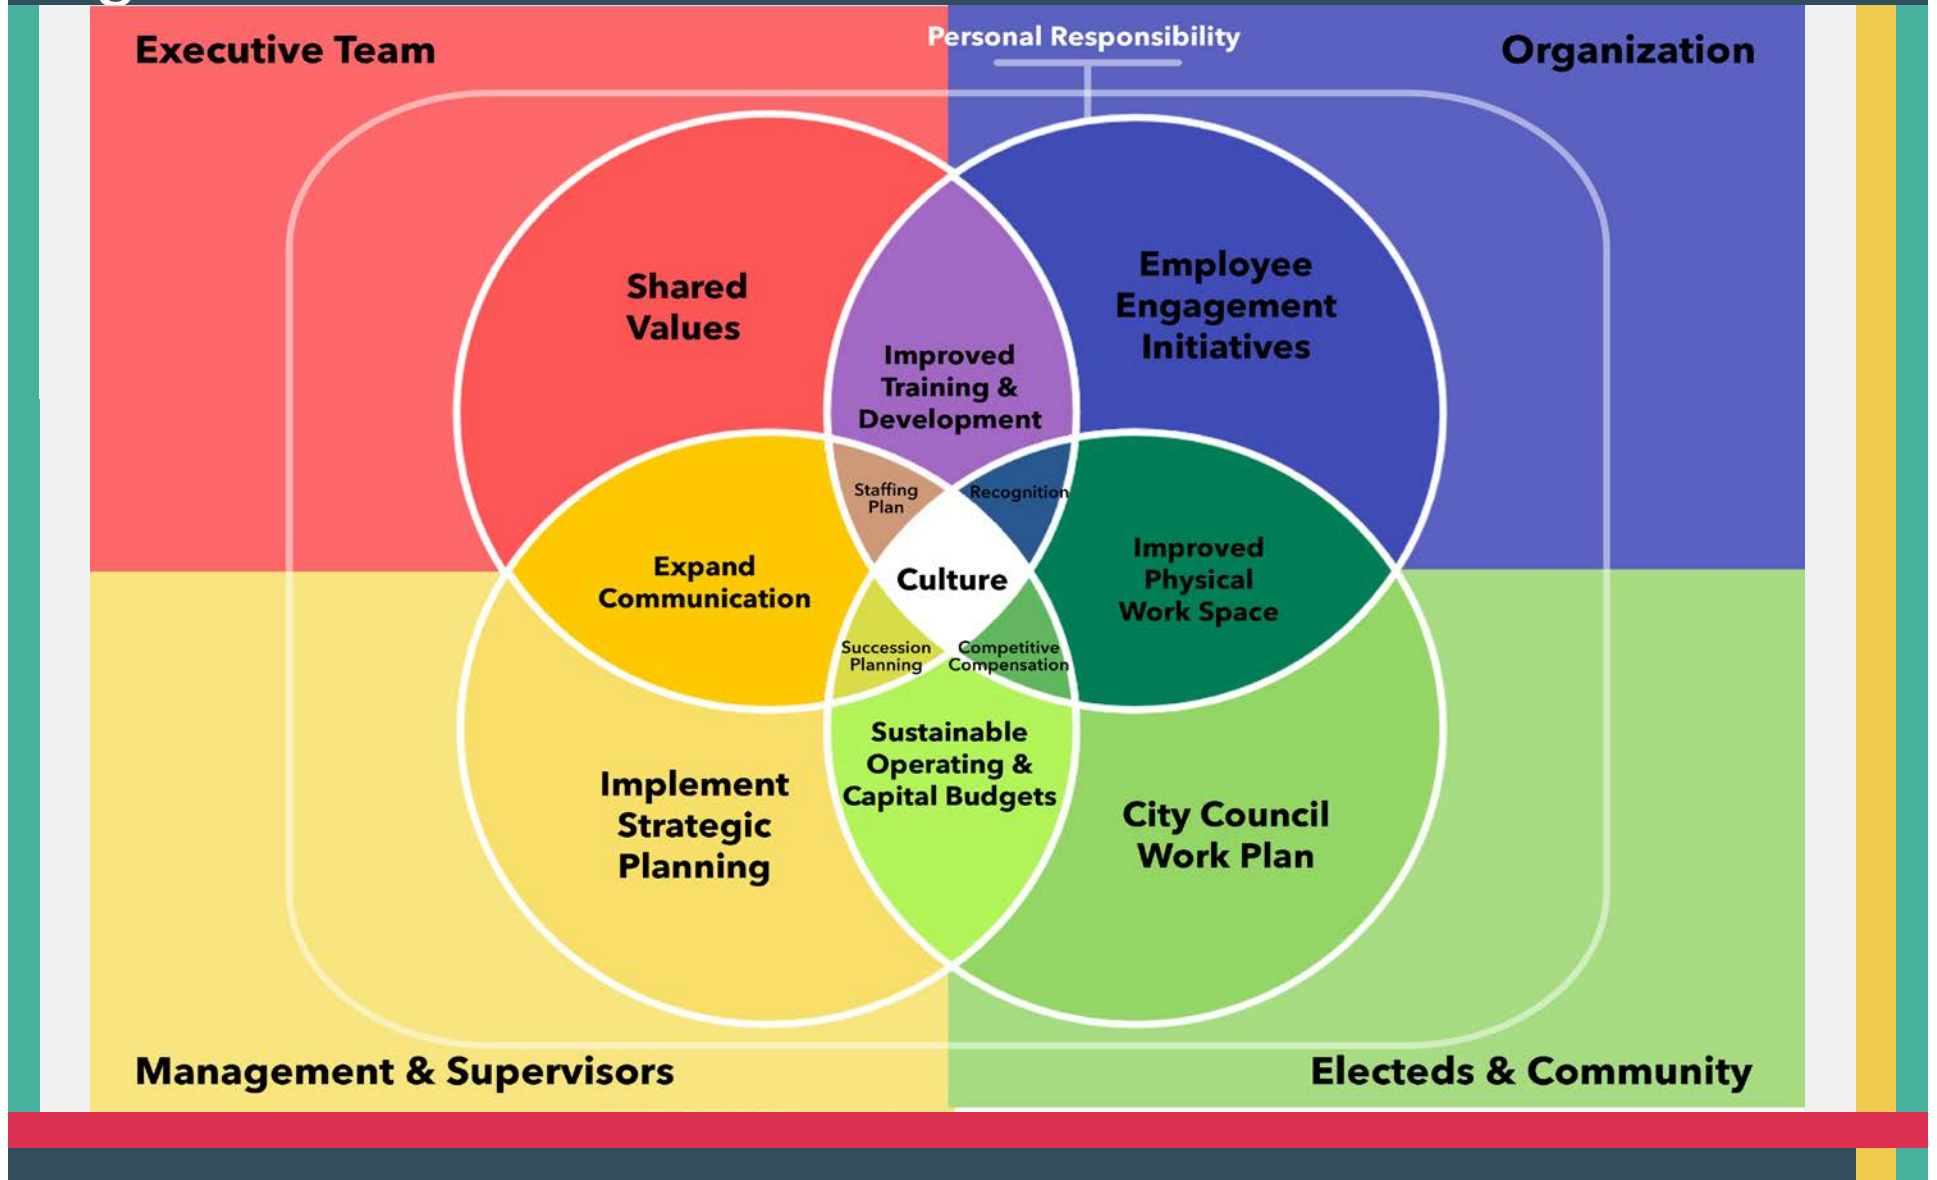 Executive Team
Personal Responsibility
Organization
Shared
Values
Employee
Engagement
Initiatives
Improved
Training &
Development
Staffing
Plan
Recognition
Expand
Communication
Culture
Improved
Physical
Work Space
Succession
Planning
Competitive
Compensation
Sustainable
Operating &
Capital Budgets
Implement
Strategic
Planning
City Council
Work Plan
Management & Supervisors
Electeds & Community